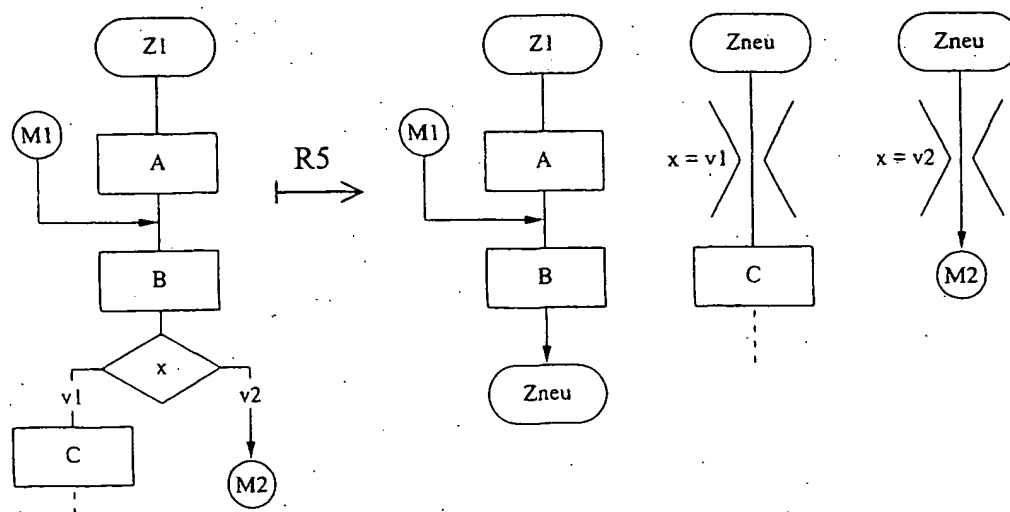 Z1
M1
A
B
x
v1
v2
C
M2
R5
Z1
M1
A
B
Zneu
Zneu
x = v1
C
Zneu
x = v2
M2